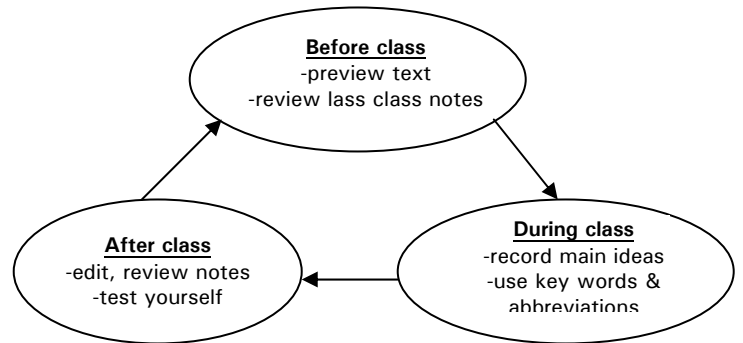 Before class
-preview text
-review lass class notes
After class
-edit, review notes
-test yourself
During class
-record main ideas
-use key words &
abbreviations